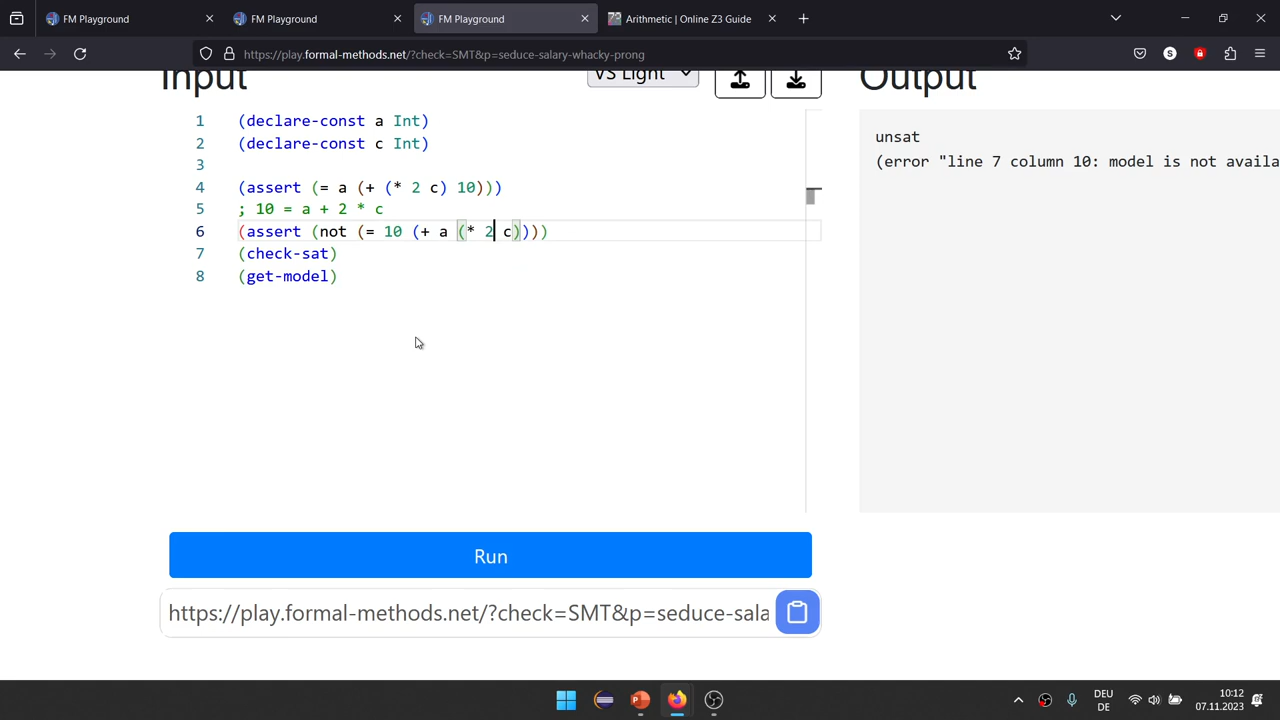 FM Playground
FM Playground
FM Playground
Arithmetic | Online Z3 Guide
https://play.formal-methods.net/?check=SMT&p=seduce-salary-whacky-prong
Input
VS Light
Output
1 (declare-const a Int)
2 (declare-const c Int)
3
4 (assert (= a (+ (* 2 c) 10)))
5 ; 10 = a + 2 * c
6 (assert (not (= 10 (+ a (* 2 c))))
7 (check-sat)
8 (get-model)
unsat
(error "line 7 column 10: model is not availa
Run
https://play.formal-methods.net/?check=SMT&p=seduce-sala
DEU
DE
10:12
07.11.2023